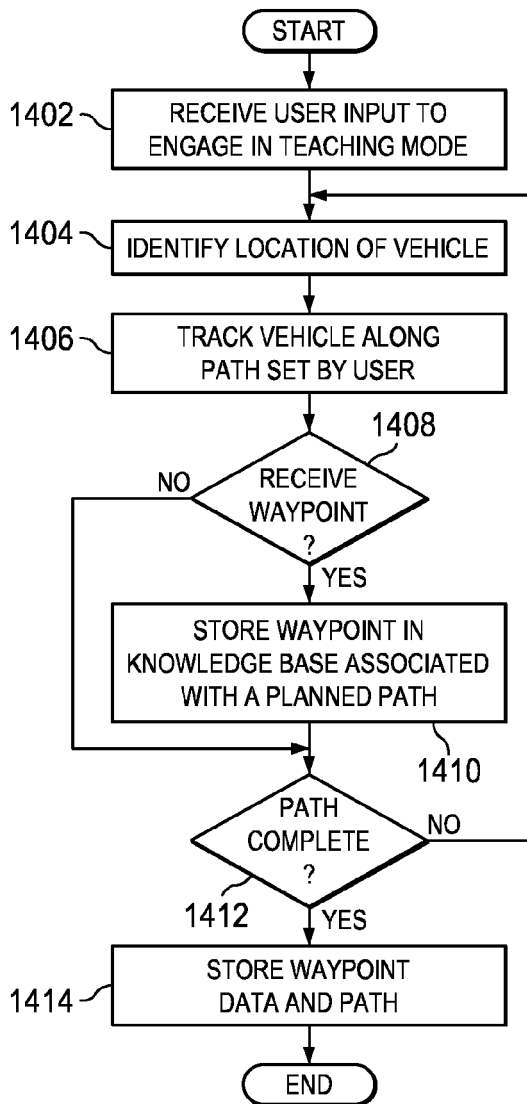 START
1402
RECEIVE USER INPUT TO
ENGAGE IN TEACHING MODE
1404
IDENTIFY LOCATION OF VEHICLE
1406
TRACK VEHICLE ALONG
PATH SET BY USER
1408
NO
RECEIVE
WAYPOINT
?
YES
STORE WAYPOINT IN
KNOWLEDGE BASE ASSOCIATED
WITH A PLANNED PATH
1410
PATH
COMPLETE
?
NO
1412
YES
1414
STORE WAYPOINT
DATA AND PATH
END